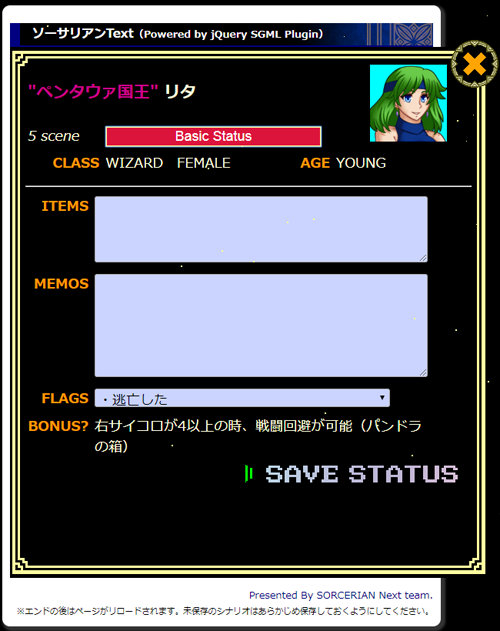 ソーサリアンText（Powered by jQuery SGML Plugin）
"ペンタウァ国王" リタ
5 scene
Basic Status
CLASS WIZARD FEMALE AGE YOUNG
ITEMS
MEMOS
FLAGS ・逃亡した
BONUS? 右サイコロが4以上の時、戦闘回避が可能（パンドラ
の箱）
SAVE STATUS
Presented By SORCERIAN Next team.
※エンドの後はページがリロードされます。未保存のシナリオはあらかじめ保存しておくようにしてください。